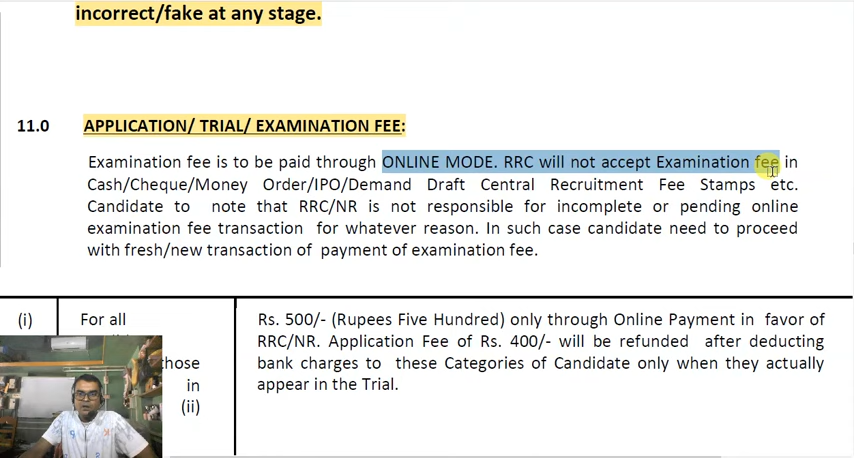 incorrect/fake at any stage.
11.0 APPLICATION/ TRIAL/ EXAMINATION FEE:
Examination fee is to be paid through ONLINE MODE. RRC will not accept Examination fee in
Cash/Cheque/Money Order/IPO/Demand Draft Central Recruitment Fee Stamps etc.
Candidate to note that RRC/NR is not responsible for incomplete or pending online
examination fee transaction for whatever reason. In such case candidate need to proceed
with fresh/new transaction of payment of examination fee.
(i)
For all
hose
in
(ii)
Rs. 500/- (Rupees Five Hundred) only through Online Payment in favor of
RRC/NR. Application Fee of Rs. 400/- will be refunded after deducting
bank charges to these Categories of Candidate only when they actually
appear in the Trial.